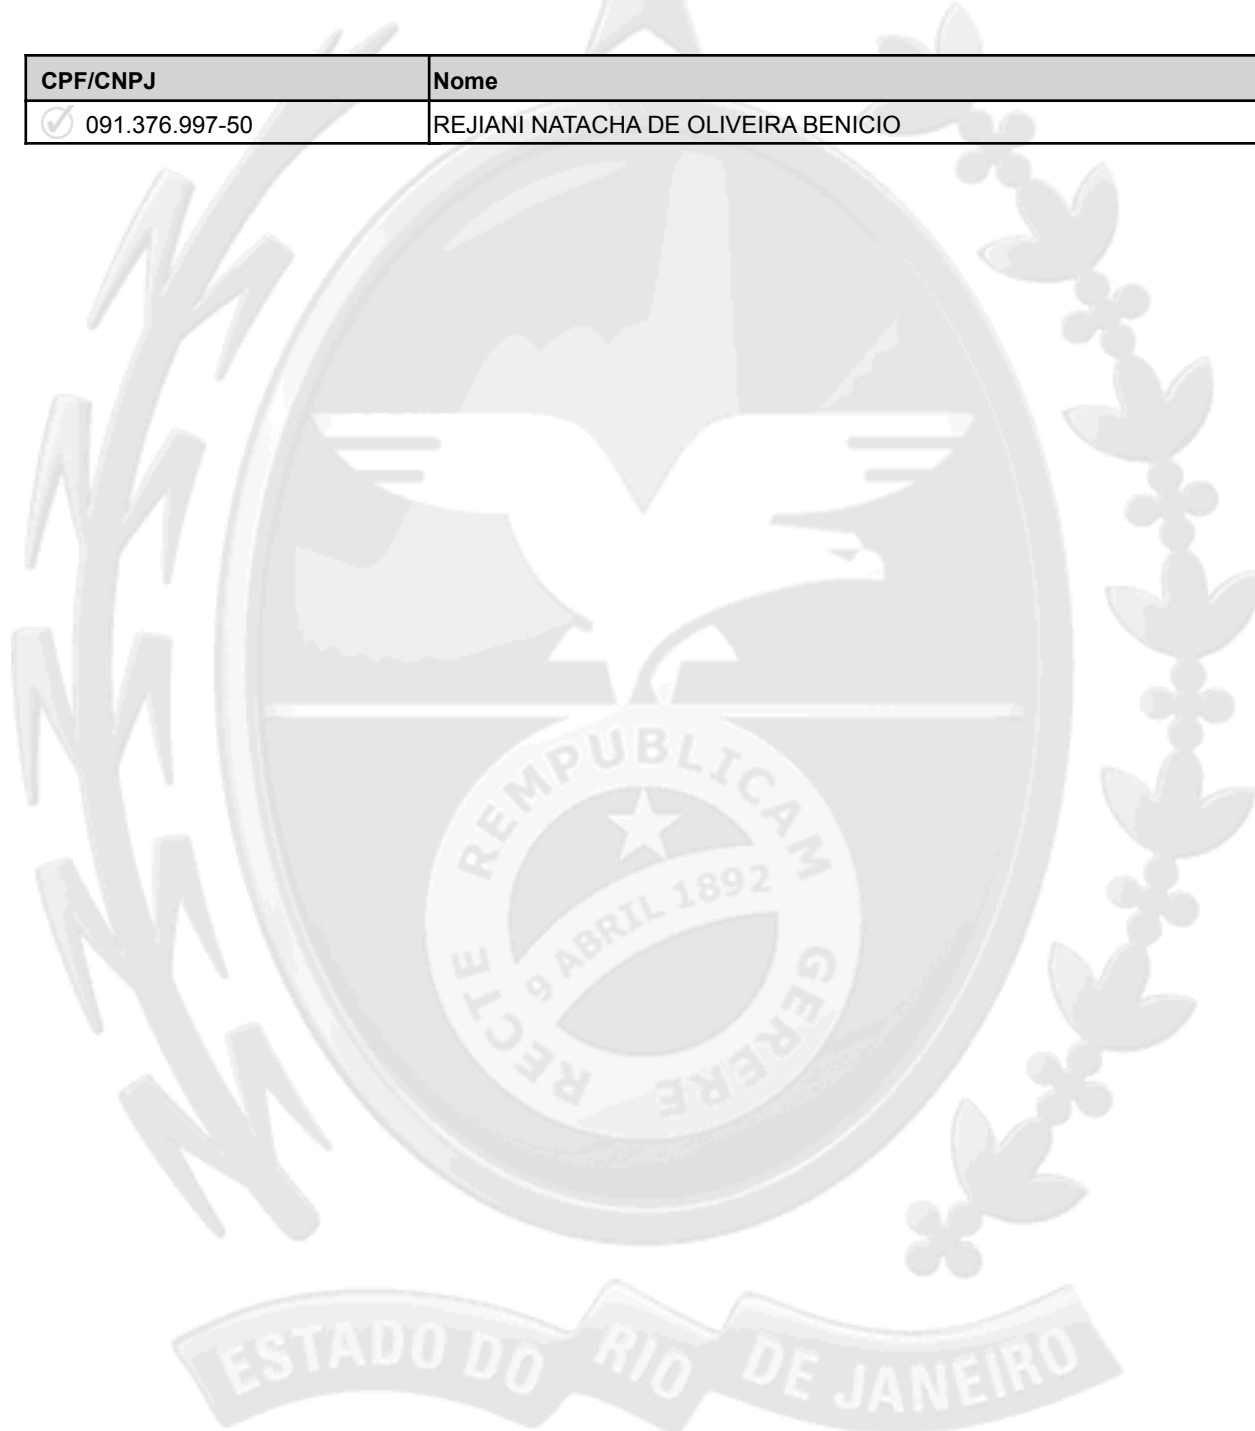 CPF/CNPJ Nome
091.376.997-50 REJIANI NATACHA DE OLIVEIRA BENICIO
RECTE REMPUBLICAM GERERE
9 ABRIL 1892
ESTADO DO RIO DE JANEIRO